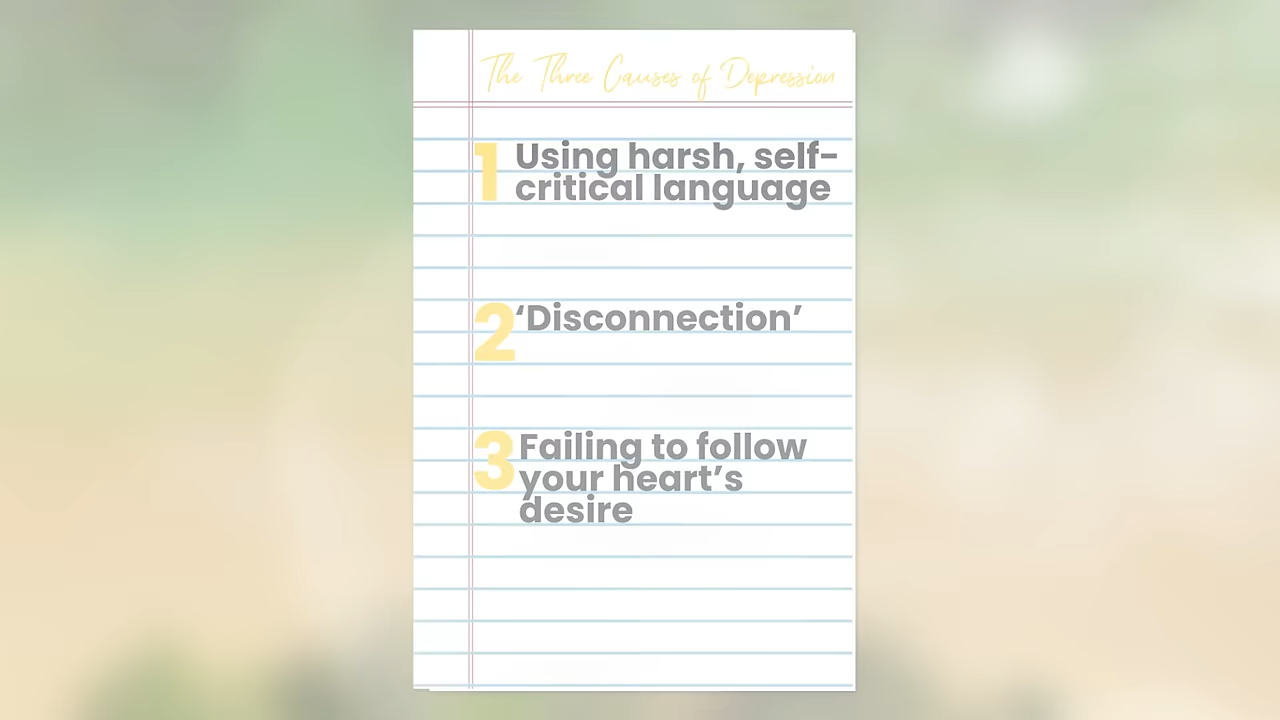 The Three Causes of Depression
1 Using harsh, self-
critical language
2 ‘Disconnection’
3 Failing to follow
your heart’s
desire